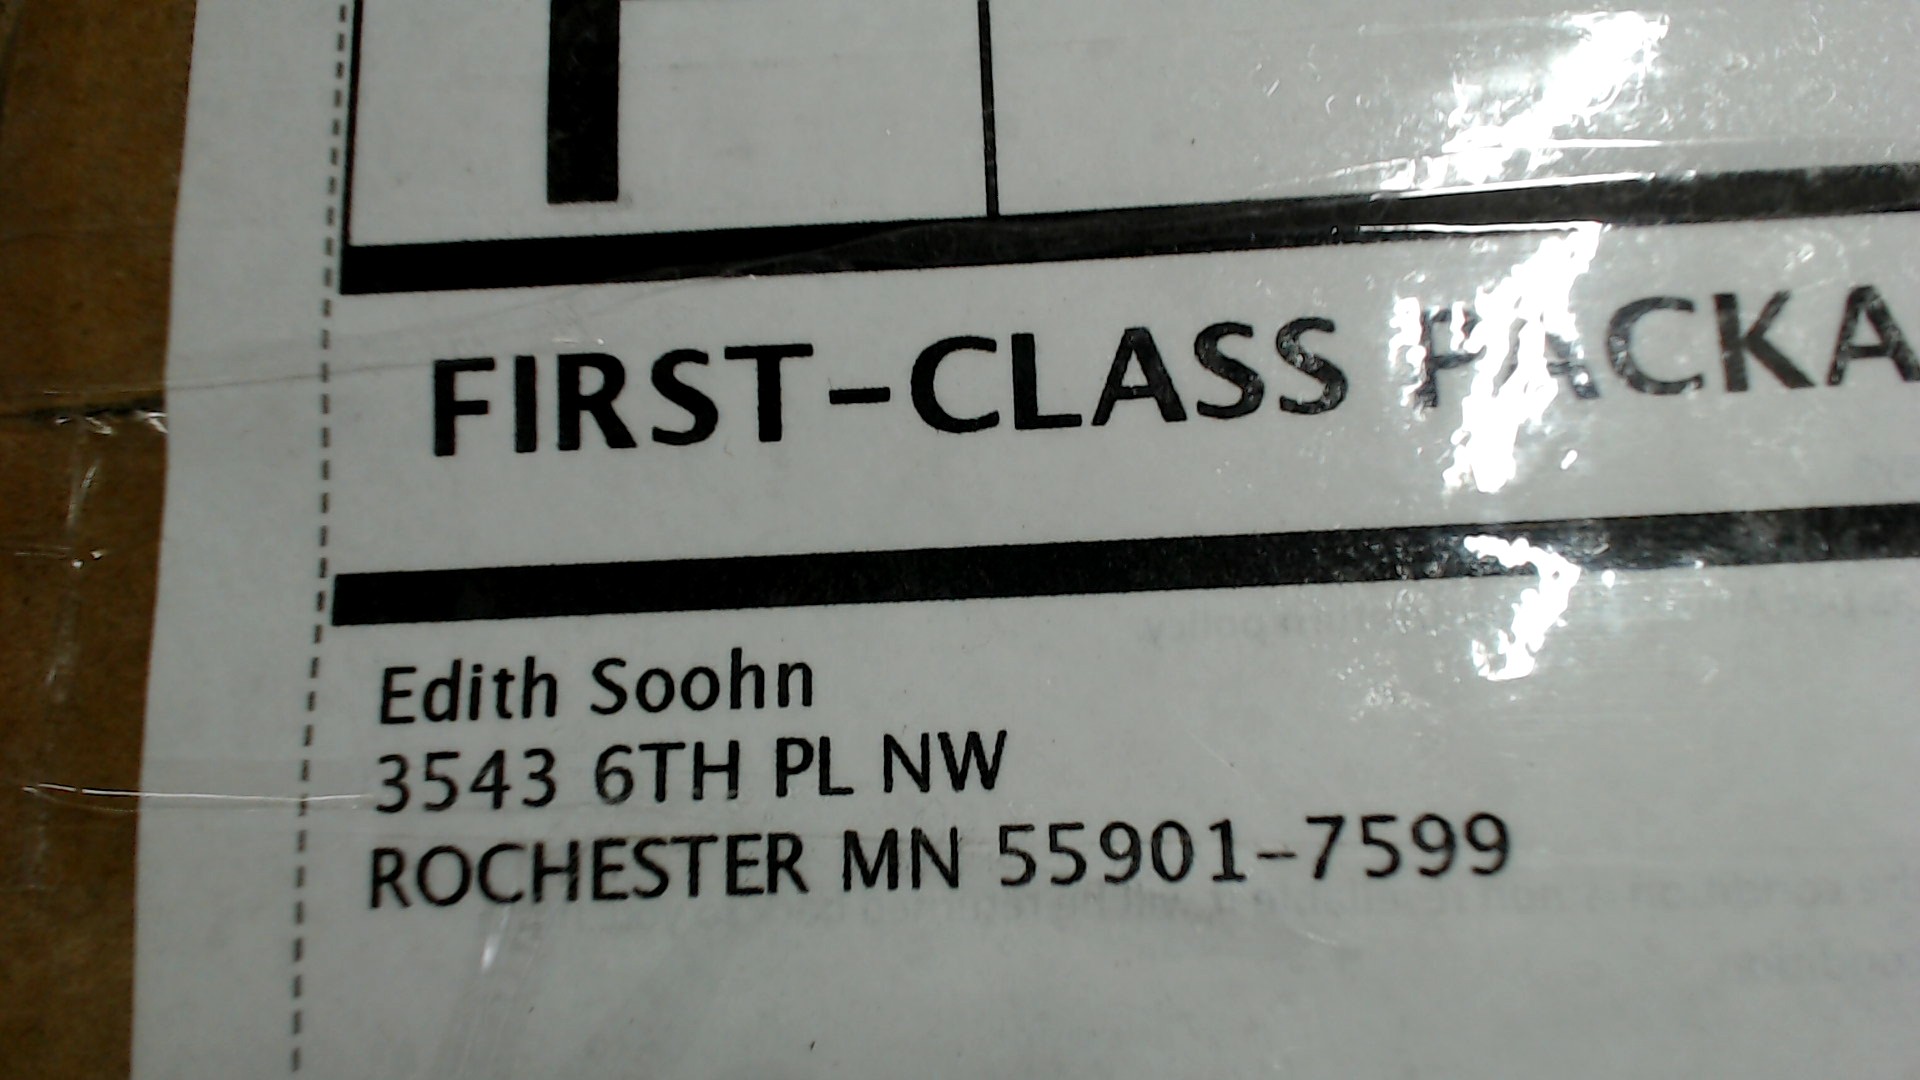 F
FIRST-CLASS PACKA
Edith Soohn
3543 6TH PL NW
ROCHESTER MN 55901-7599